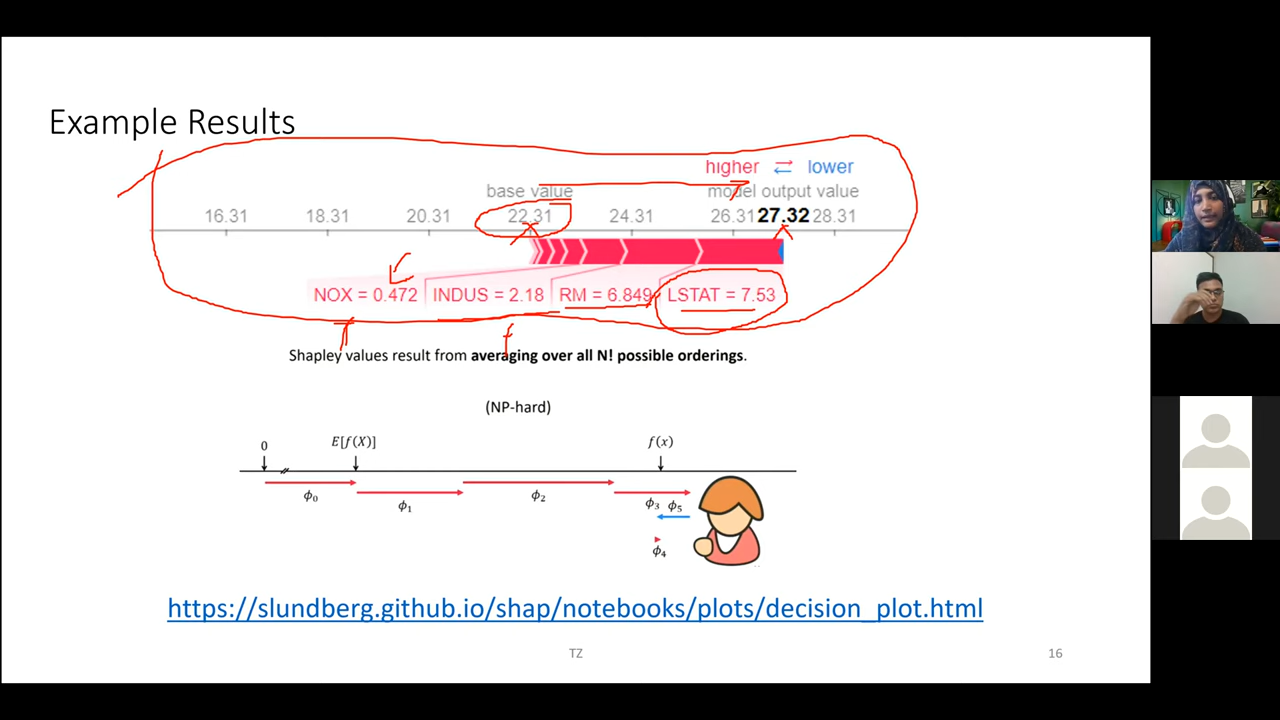 Example Results
higher ⇄ lower
base value model output value
16.31 18.31 20.31 22.31 24.31 26.31 27.32 28.31
NOX = 0.472 INDUS = 2.18 RM = 6.849 LSTAT = 7.53
Shapley values result from averaging over all N! possible orderings.
(NP-hard)
0 E[f(X)] f(x)
ϕ0 ϕ1 ϕ2 ϕ3 ϕ5
ϕ4
https://slundberg.github.io/shap/notebooks/plots/decision_plot.html
TZ 16